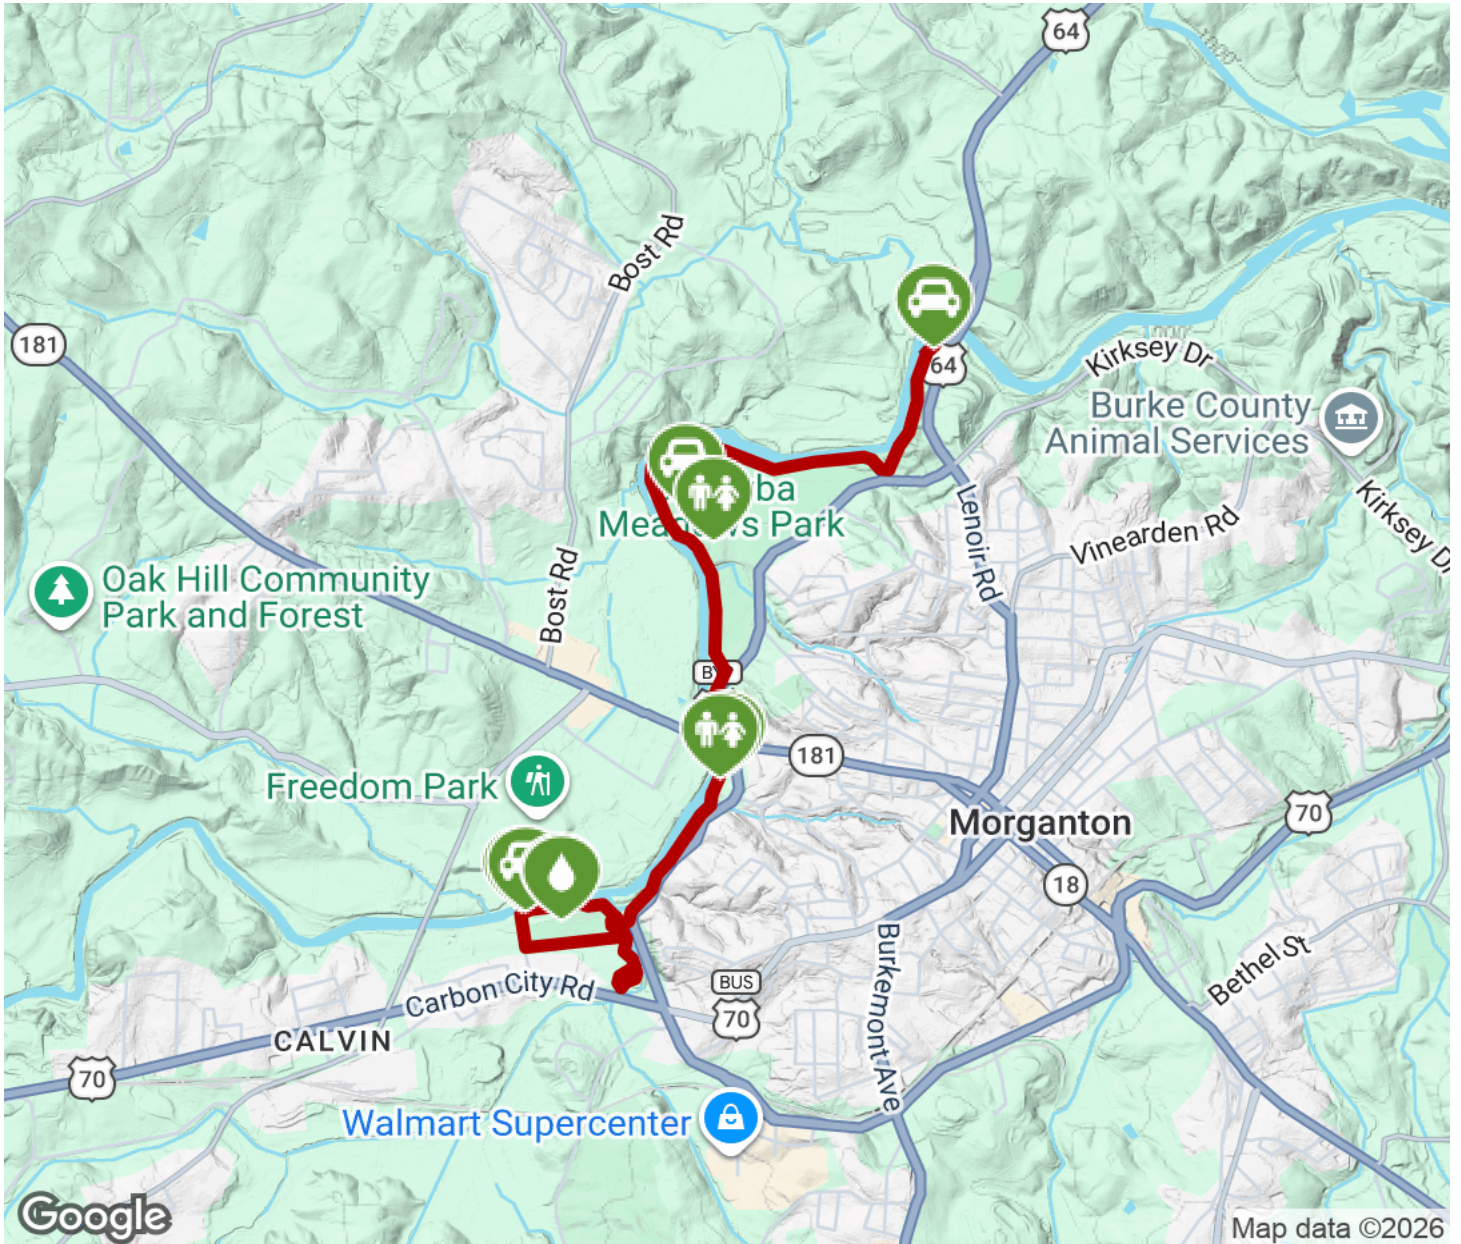 64
Bost Rd
181
64
Kirksey Dr
Burke County
Animal Services
ba
Meadows Park
Lenoir Rd
Vinearden Rd
Kirksey Dr
Oak Hill Community
Park and Forest
Bost Rd
181
Freedom Park
Morganton
70
18
Burkemont Ave
Bethel St
Carbon City Rd
BUS
70
CALVIN
70
Walmart Supercenter
Google
Map data ©2026